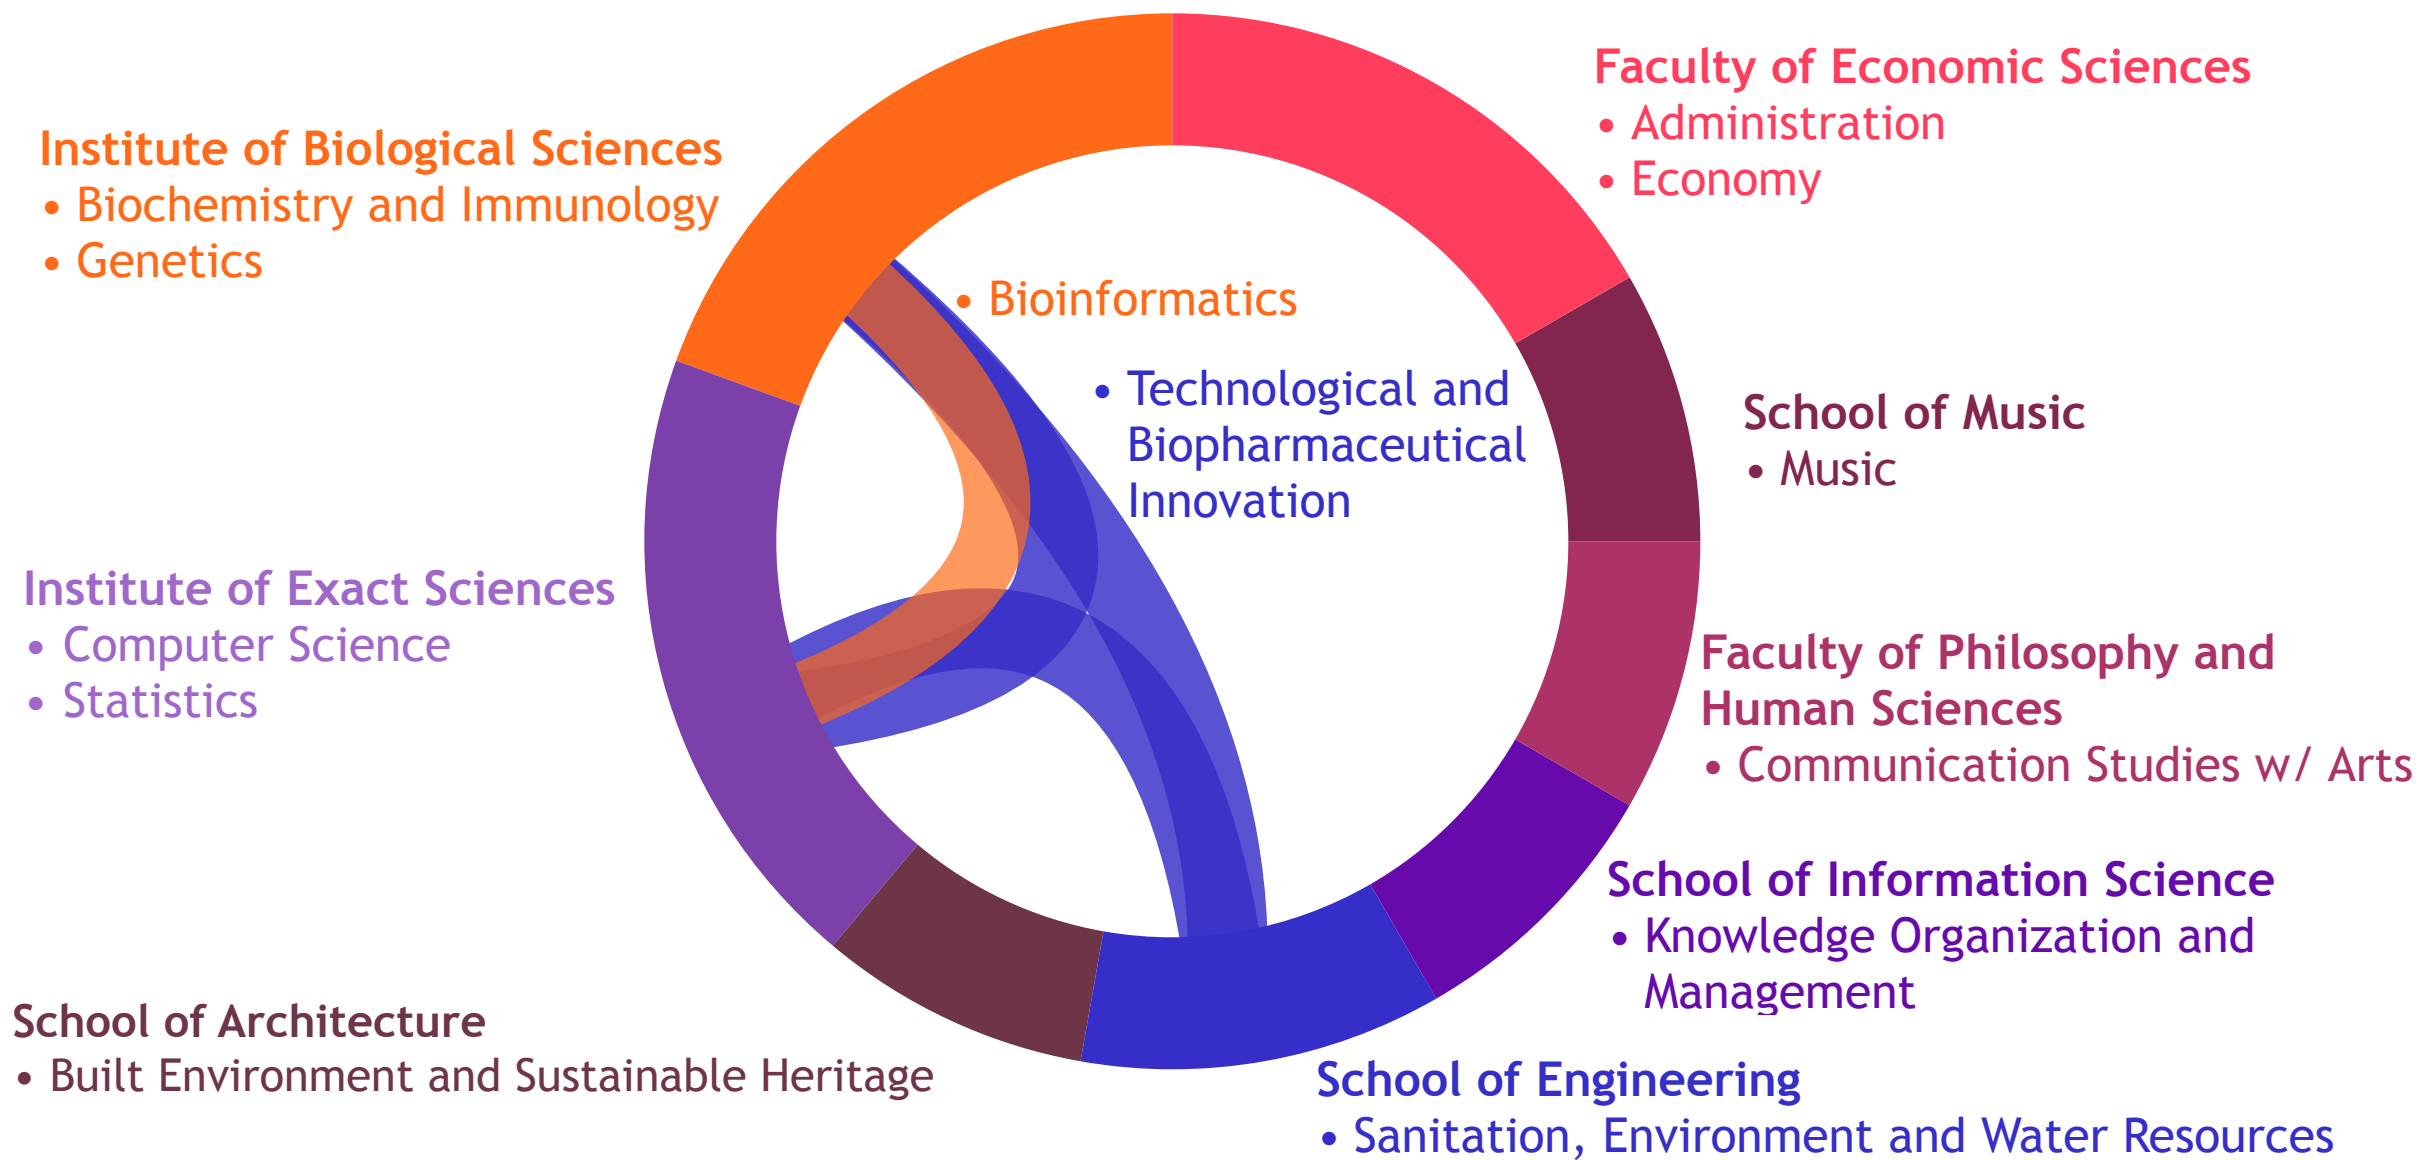 Faculty of Economic Sciences
• Administration
• Economy
Institute of Biological Sciences
• Biochemistry and Immunology
• Genetics
• Bioinformatics
• Technological and
Biopharmaceutical
Innovation
School of Music
• Music
Institute of Exact Sciences
• Computer Science
• Statistics
Faculty of Philosophy and
Human Sciences
• Communication Studies w/ Arts
School of Information Science
• Knowledge Organization and
Management
School of Architecture
• Built Environment and Sustainable Heritage
School of Engineering
• Sanitation, Environment and Water Resources